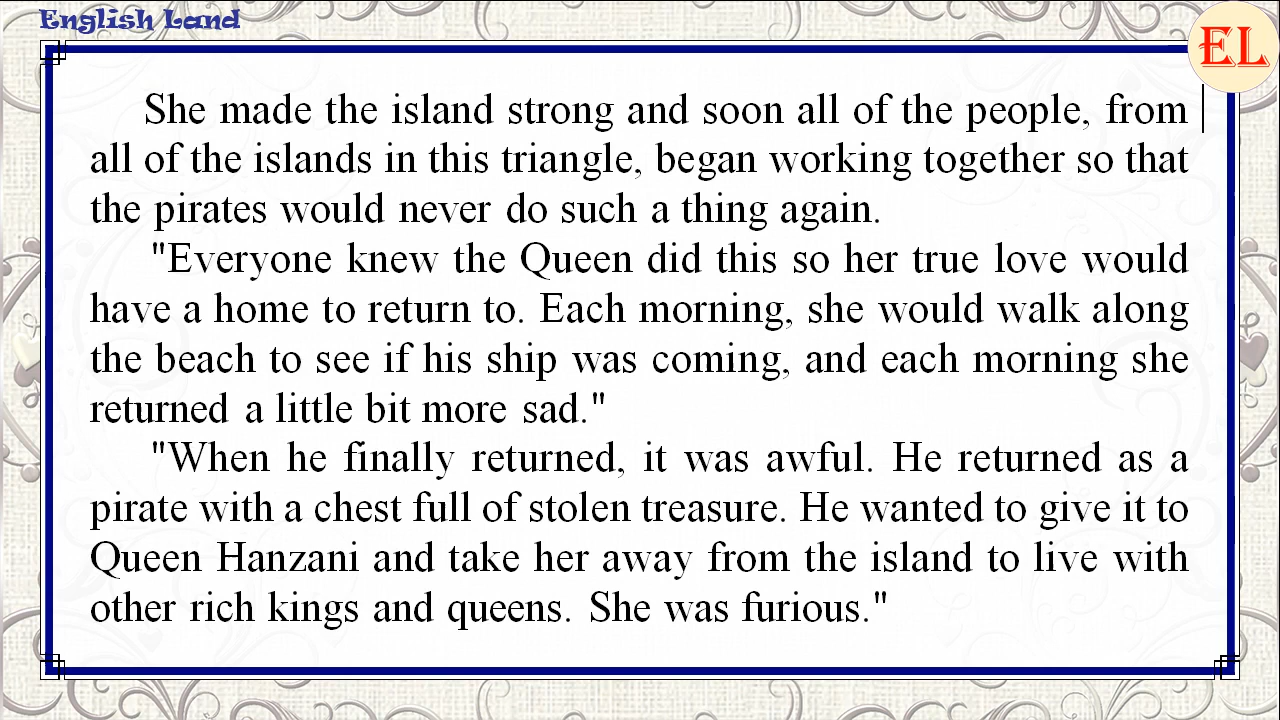 English Land
EL
She made the island strong and soon all of the people, from
all of the islands in this triangle, began working together so that
the pirates would never do such a thing again.
"Everyone knew the Queen did this so her true love would
have a home to return to. Each morning, she would walk along
the beach to see if his ship was coming, and each morning she
returned a little bit more sad."
"When he finally returned, it was awful. He returned as a
pirate with a chest full of stolen treasure. He wanted to give it to
Queen Hanzani and take her away from the island to live with
other rich kings and queens. She was furious."